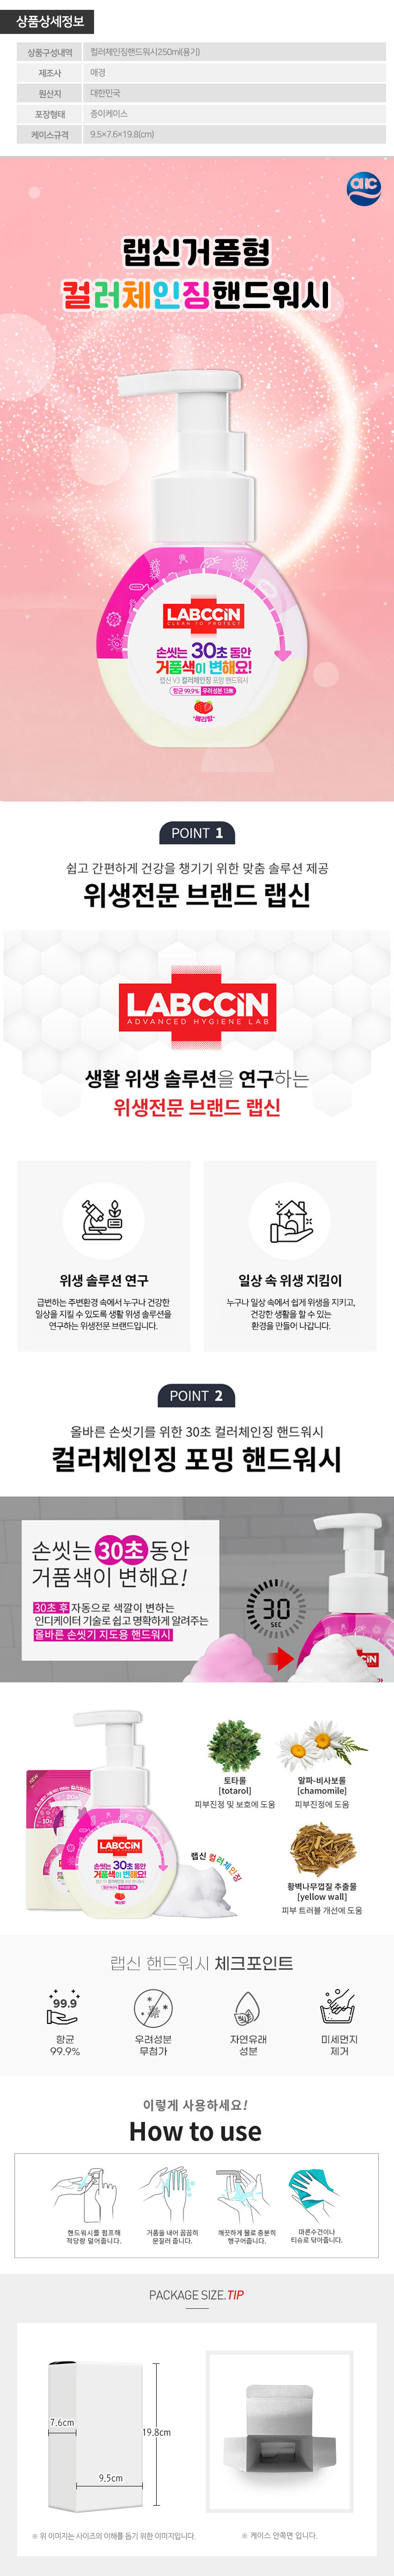 상품상세정보
상품구성내역 컬러체인징핸드워시250ml(용기)
제조사 애경
원산지 대한민국
포장형태 종이케이스
케이스규격 9.5×7.6×19.8(cm)
랩신거품형
컬러체인징핸드워시
LABCCiN
CLEAN TO PROTECT
손씻는 30초 동안
거품색이 변해요!
랩신 V3 컬러체인징 포밍 핸드워시
항균 99.9% 우려 성분 13無
*베리향*
POINT 1
쉽고 간편하게 건강을 챙기기 위한 맞춤 솔루션 제공
위생전문 브랜드 랩신
LABCCiN
ADVANCED HYGIENE LAB
생활 위생 솔루션을 연구하는
위생전문 브랜드 랩신
위생 솔루션 연구
급변하는 주변환경 속에서 누구나 건강한
일상을 지킬 수 있도록 생활 위생 솔루션을
연구하는 위생전문 브랜드입니다.
일상 속 위생 지킴이
누구나 일상 속에서 쉽게 위생을 지키고,
건강한 생활을 할 수 있는
환경을 만들어 나갑니다.
POINT 2
올바른 손씻기를 위한 30초 컬러체인징 핸드워시
컬러체인징 포밍 핸드워시
손씻는 30초 동안
거품색이 변해요!
30초 후 자동으로 색깔이 변하는
인디케이터 기술로 쉽고 명확하게 알려주는
올바른 손씻기 지도용 핸드워시
30
SEC
CiN
LABCCiN
손씻는 30초 동안
거품색이 변해요!
랩신 컬러체인징
토타롤
[totarol]
피부진정 및 보호에 도움
알파-비사보롤
[chamomile]
피부진정에 도움
황벽나무껍질 추출물
[yellow wall]
피부 트러블 개선에 도움
랩신 핸드워시 체크포인트
99.9
항균
99.9%
우려성분
무첨가
자연유래
성분
미세먼지
제거
이렇게 사용하세요!
How to use
핸드워시를 펌프해
적당량 덜어줍니다.
거품을 내어 꼼꼼히
문질러 줍니다.
깨끗하게 물로 충분히
헹구어줍니다.
마른수건이나
티슈로 닦아줍니다.
PACKAGE SIZE.TIP
7.6cm
19.8cm
9.5cm
※ 위 이미지는 사이즈의 이해를 돕기 위한 이미지입니다.
※ 케이스 안쪽면 입니다.